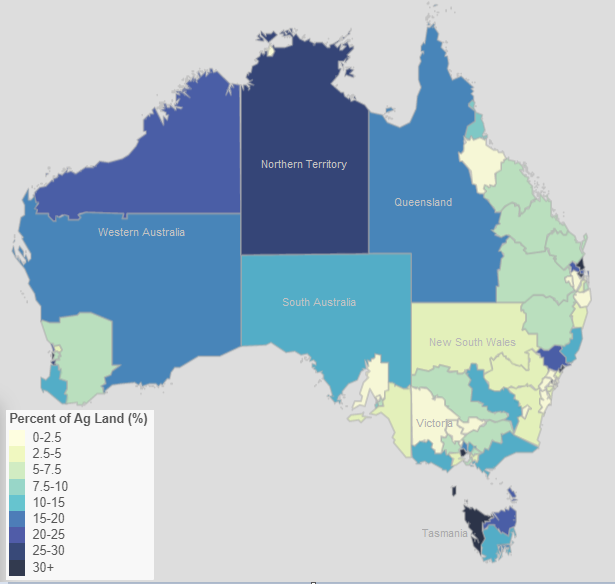 Northern Territory
Queensland
Western Australia
South Australia
New South Wales
Victoria
Tasmania
Percent of Ag Land (%)
0-2.5
2.5-5
5-7.5
7.5-10
10-15
15-20
20-25
25-30
30+